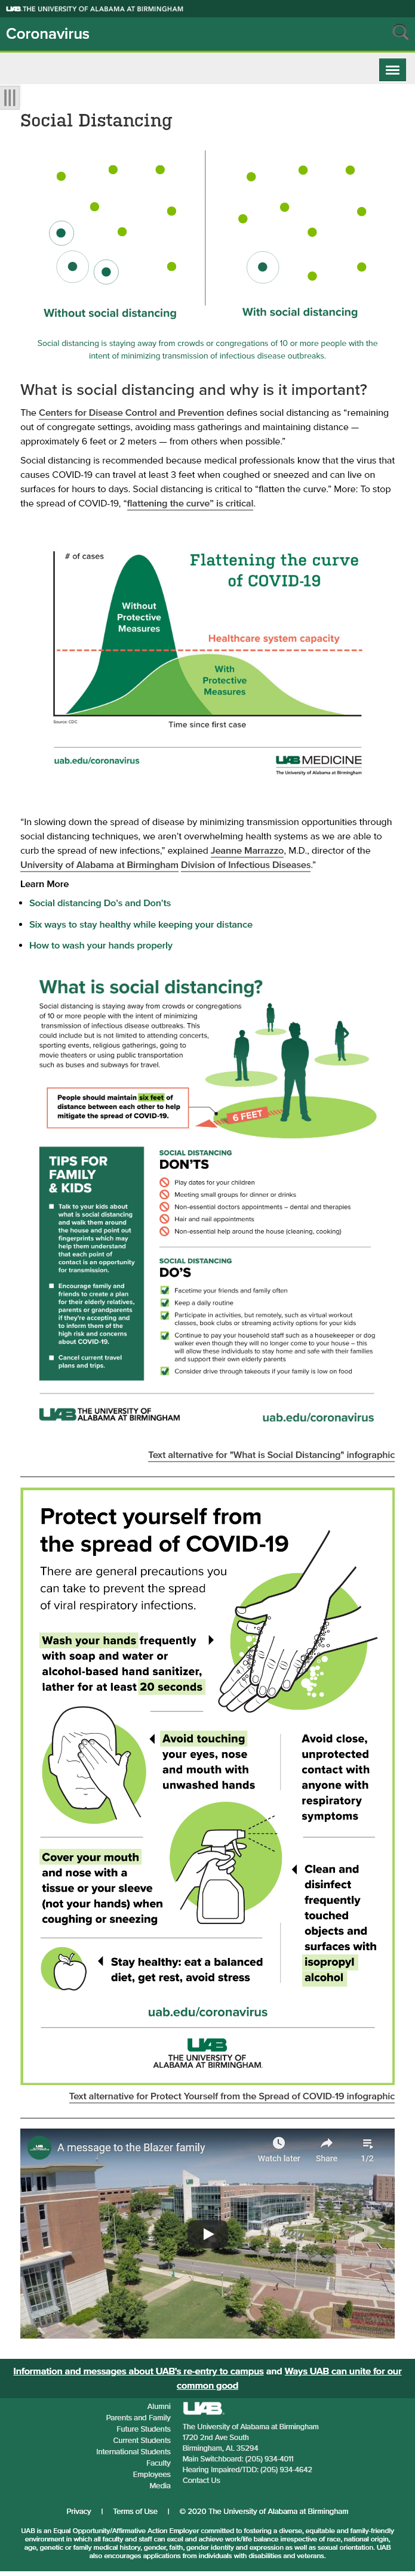 UAB THE UNIVERSITY OF ALABAMA AT BIRMINGHAM
Coronavirus
Social Distancing
Without social distancing
With social distancing
Social distancing is staying away from crowds or congregations of 10 or more people with the
intent of minimizing transmission of infectious disease outbreaks.
What is social distancing and why is it important?
The Centers for Disease Control and Prevention defines social distancing as “remaining
out of congregate settings, avoiding mass gatherings and maintaining distance —
approximately 6 feet or 2 meters — from others when possible.”
Social distancing is recommended because medical professionals know that the virus that
causes COVID-19 can travel at least 3 feet when coughed or sneezed and can live on
surfaces for hours to days. Social distancing is critical to “flatten the curve.” More: To stop
the spread of COVID-19, “flattening the curve” is critical.
# of cases
Flattening the curve
of COVID-19
Without
Protective
Measures
Healthcare system capacity
With
Protective
Measures
Source: CDC
Time since first case
uab.edu/coronavirus
UAB MEDICINE
The University of Alabama at Birmingham
“In slowing down the spread of disease by minimizing transmission opportunities through
social distancing techniques, we aren’t overwhelming health systems as we are able to
curb the spread of new infections,” explained Jeanne Marrazzo, M.D., director of the
University of Alabama at Birmingham Division of Infectious Diseases.”
Learn More
Social distancing Do’s and Don’ts
Six ways to stay healthy while keeping your distance
How to wash your hands properly
What is social distancing?
Social distancing is staying away from crowds or congregations
of 10 or more people with the intent of minimizing
transmission of infectious disease outbreaks. This
could include but is not limited to attending concerts,
sporting events, religious gatherings, going to
movie theaters or using public transportation
such as buses and subways for travel.
People should maintain six feet of
distance between each other to help
mitigate the spread of COVID-19.
6 FEET
TIPS FOR
FAMILY
& KIDS
Talk to your kids about
what is social distancing
and walk them around
the house and point out
fingerprints which may
help them understand
that each point of
contact is an opportunity
for transmission.
Encourage family and
friends to create a plan
for their elderly relatives,
parents or grandparents
if they’re accepting and
to inform them of the
high risk and concerns
about COVID-19.
Cancel current travel
plans and trips.
SOCIAL DISTANCING
DON’TS
Play dates for your children
Meeting small groups for dinner or drinks
Non-essential doctors appointments – dental and therapies
Hair and nail appointments
Non-essential help around the house (cleaning, cooking)
SOCIAL DISTANCING
DO’S
Facetime your friends and family often
Keep a daily routine
Participate in activities, but remotely, such as virtual workout
classes, book clubs or streaming activity options for your kids
Continue to pay your household staff such as a housekeeper or dog
walker even though they will no longer come to your house – this
will allow these individuals to stay home and safe with their families
and support their own elderly parents
Consider drive through takeouts if your family is low on food
UAB THE UNIVERSITY OF
ALABAMA AT BIRMINGHAM
uab.edu/coronavirus
Text alternative for "What is Social Distancing" infographic
Protect yourself from
the spread of COVID-19
There are general precautions you
can take to prevent the spread
of viral respiratory infections.
Wash your hands frequently
with soap and water or
alcohol-based hand sanitizer,
lather for at least 20 seconds
Avoid touching
your eyes, nose
and mouth with
unwashed hands
Avoid close,
unprotected
contact with
anyone with
respiratory
symptoms
Cover your mouth
and nose with a
tissue or your sleeve
(not your hands) when
coughing or sneezing
Clean and
disinfect
frequently
touched
objects and
surfaces with
isopropyl
alcohol
Stay healthy: eat a balanced
diet, get rest, avoid stress
uab.edu/coronavirus
UAB
THE UNIVERSITY OF
ALABAMA AT BIRMINGHAM
Text alternative for Protect Yourself from the Spread of COVID-19 infographic
A message to the Blazer family
Watch later
Share
1/2
Information and messages about UAB’s re-entry to campus and Ways UAB can unite for our
common good
Alumni
Parents and Family
Future Students
Current Students
International Students
Faculty
Employees
Media
UAB
The University of Alabama at Birmingham
1720 2nd Ave South
Birmingham, AL 35294
Main Switchboard: (205) 934-4011
Hearing Impaired/TDD: (205) 934-4642
Contact Us
Privacy | Terms of Use | © 2020 The University of Alabama at Birmingham
UAB is an Equal Opportunity/Affirmative Action Employer committed to fostering a diverse, equitable and family-friendly
environment in which all faculty and staff can excel and achieve work/life balance irrespective of race, national origin,
age, genetic or family medical history, gender, faith, gender identity and expression as well as sexual orientation. UAB
also encourages applications from individuals with disabilities and veterans.